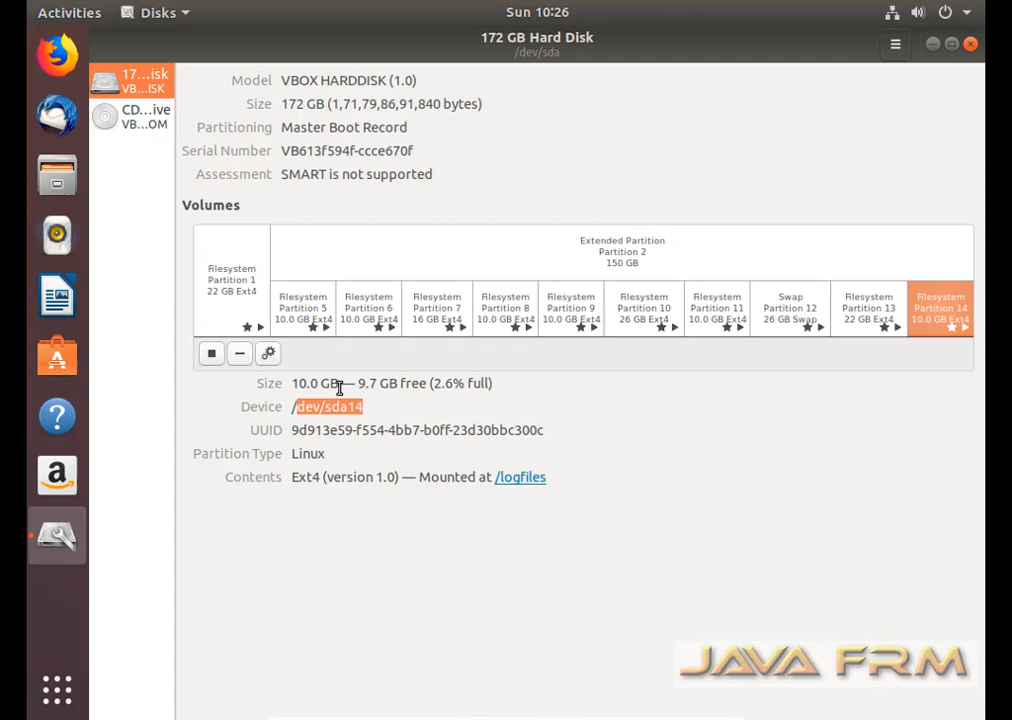 Activities
Disks
Sun 10:26
172 GB Hard Disk
/dev/sda
17…isk
VB…ISK
CD…ive
VB…OM
Model VBOX HARDDISK (1.0)
Size 172 GB (1,71,79,86,91,840 bytes)
Partitioning Master Boot Record
Serial Number VB613f594f-ccce670f
Assessment SMART is not supported
Volumes
Filesystem
Partition 1
22 GB Ext4
Extended Partition
Partition 2
150 GB
Filesystem
Partition 5
10.0 GB Ext4
Filesystem
Partition 6
10.0 GB Ext4
Filesystem
Partition 7
16 GB Ext4
Filesystem
Partition 8
10.0 GB Ext4
Filesystem
Partition 9
10.0 GB Ext4
Filesystem
Partition 10
26 GB Ext4
Filesystem
Partition 11
10.0 GB Ext4
Swap
Partition 12
26 GB Swap
Filesystem
Partition 13
22 GB Ext4
Filesystem
Partition 14
10.0 GB Ext4
Size 10.0 GB — 9.7 GB free (2.6% full)
Device /dev/sda14
UUID 9d913e59-f554-4bb7-b0ff-23d30bbc300c
Partition Type Linux
Contents Ext4 (version 1.0) — Mounted at /logfiles
JAVA FRM